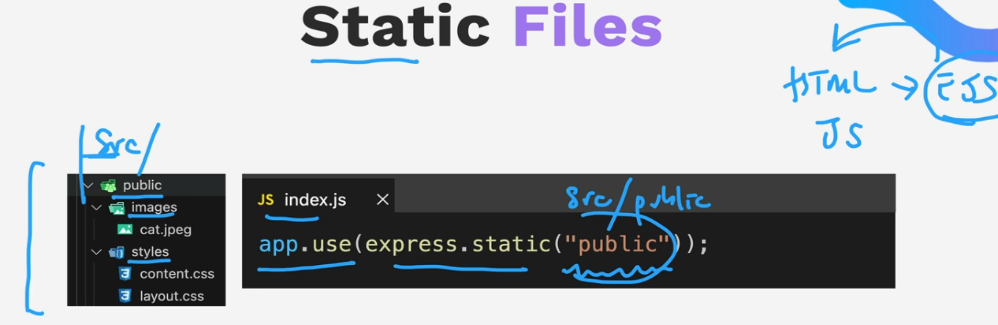 Static Files
HTML → EJS
JS
src/
public
images
cat.jpeg
styles
content.css
layout.css
JS index.js ×
src/public
app.use(express.static("public"));